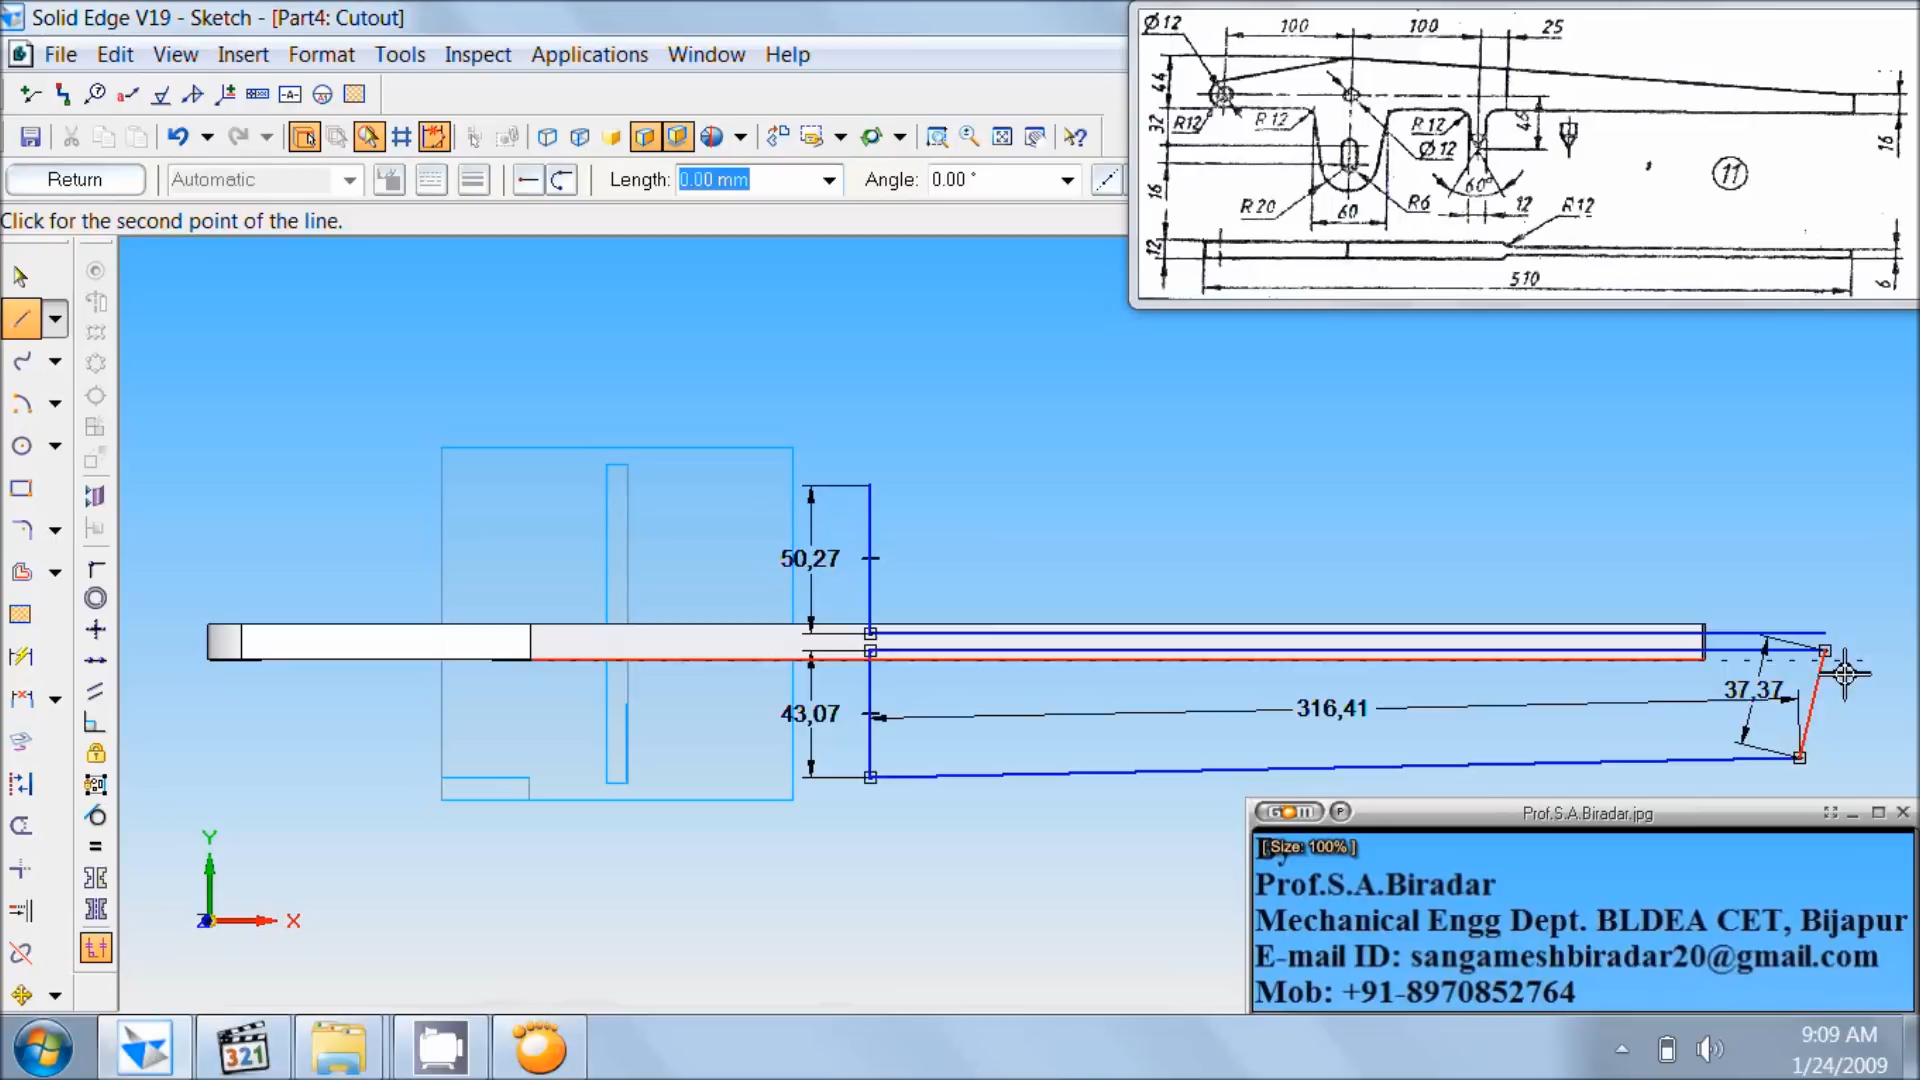 Solid Edge V19 - Sketch - [Part4: Cutout]
File Edit View Insert Format Tools Inspect Applications Window Help
Return Automatic Length: 0.00 mm Angle: 0.00 °
Click for the second point of the line.
Ø12 100 100 25
44
32 R12 R12 R12 46 16
Ø12 11
60°
16 R20 60 R6 12 R12
12 510 6
50,27
43,07
316,41
37,37
Y
X
Z
Prof.S.A.Biradar.jpg
[ Size: 100% ]
Prof.S.A.Biradar
Mechanical Engg Dept. BLDEA CET, Bijapur
E-mail ID: sangameshbiradar20@gmail.com
Mob: +91-8970852764
321
9:09 AM
1/24/2009